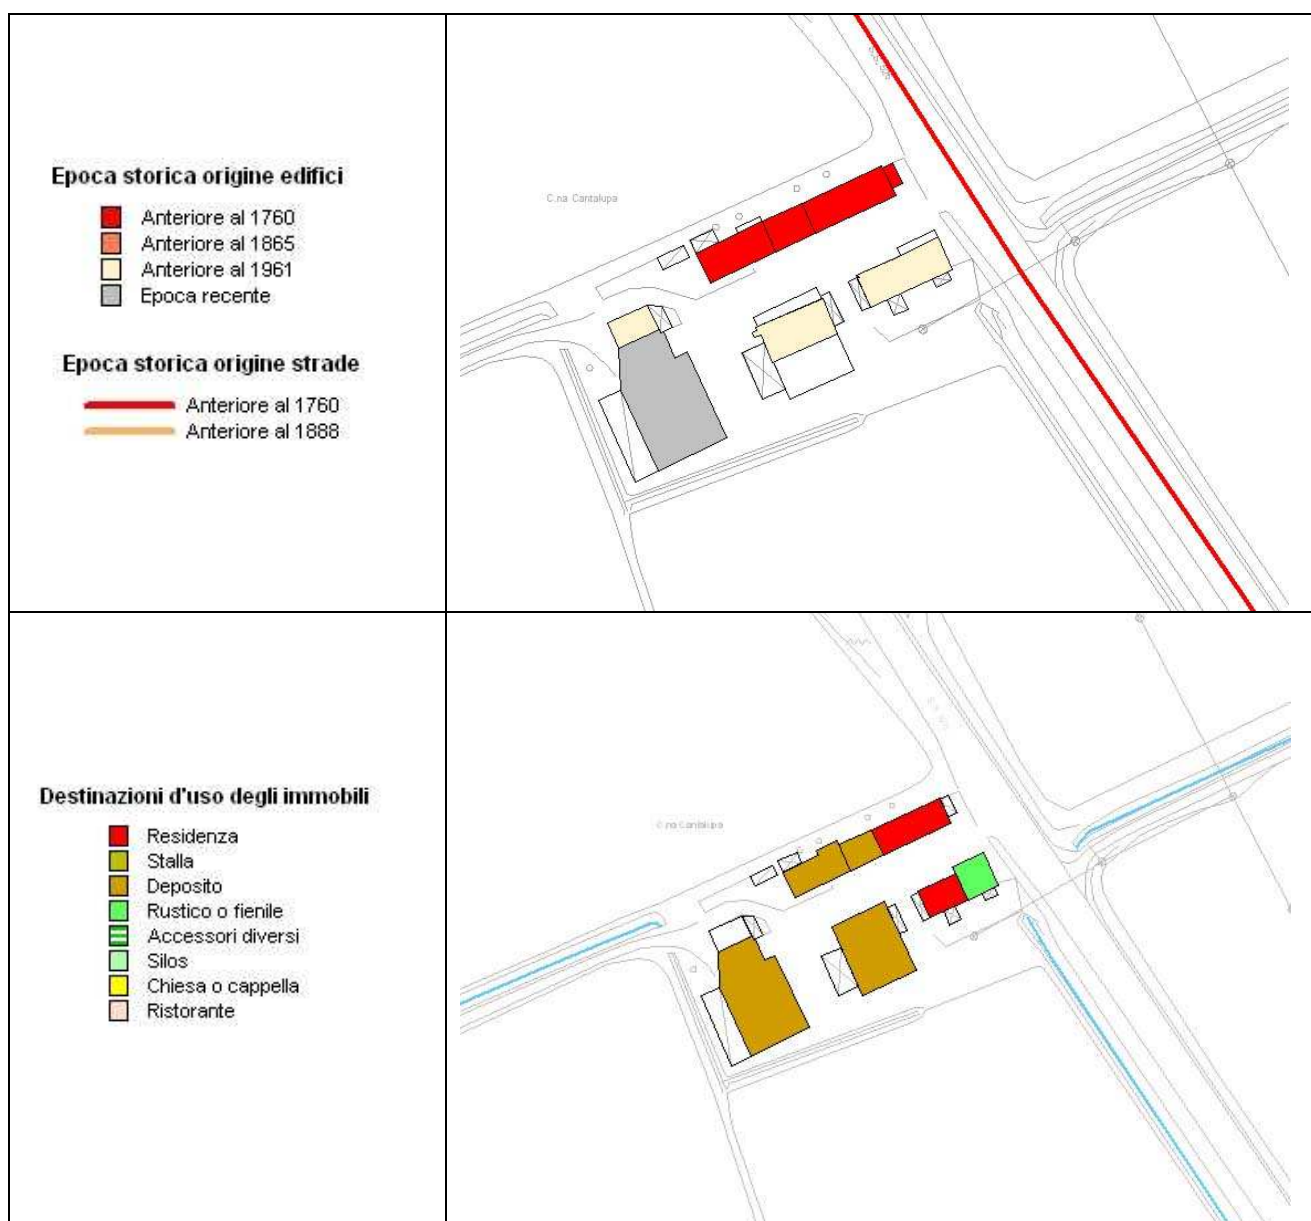 Epoca storica origine edifici
Anteriore al 1760
Anteriore al 1865
Anteriore al 1961
Epoca recente
Epoca storica origine strade
Anteriore al 1760
Anteriore al 1888
C.na Cantalupa
Destinazioni d'uso degli immobili
Residenza
Stalla
Deposito
Rustico o fienile
Accessori diversi
Silos
Chiesa o cappella
Ristorante
C.na Cantalupa